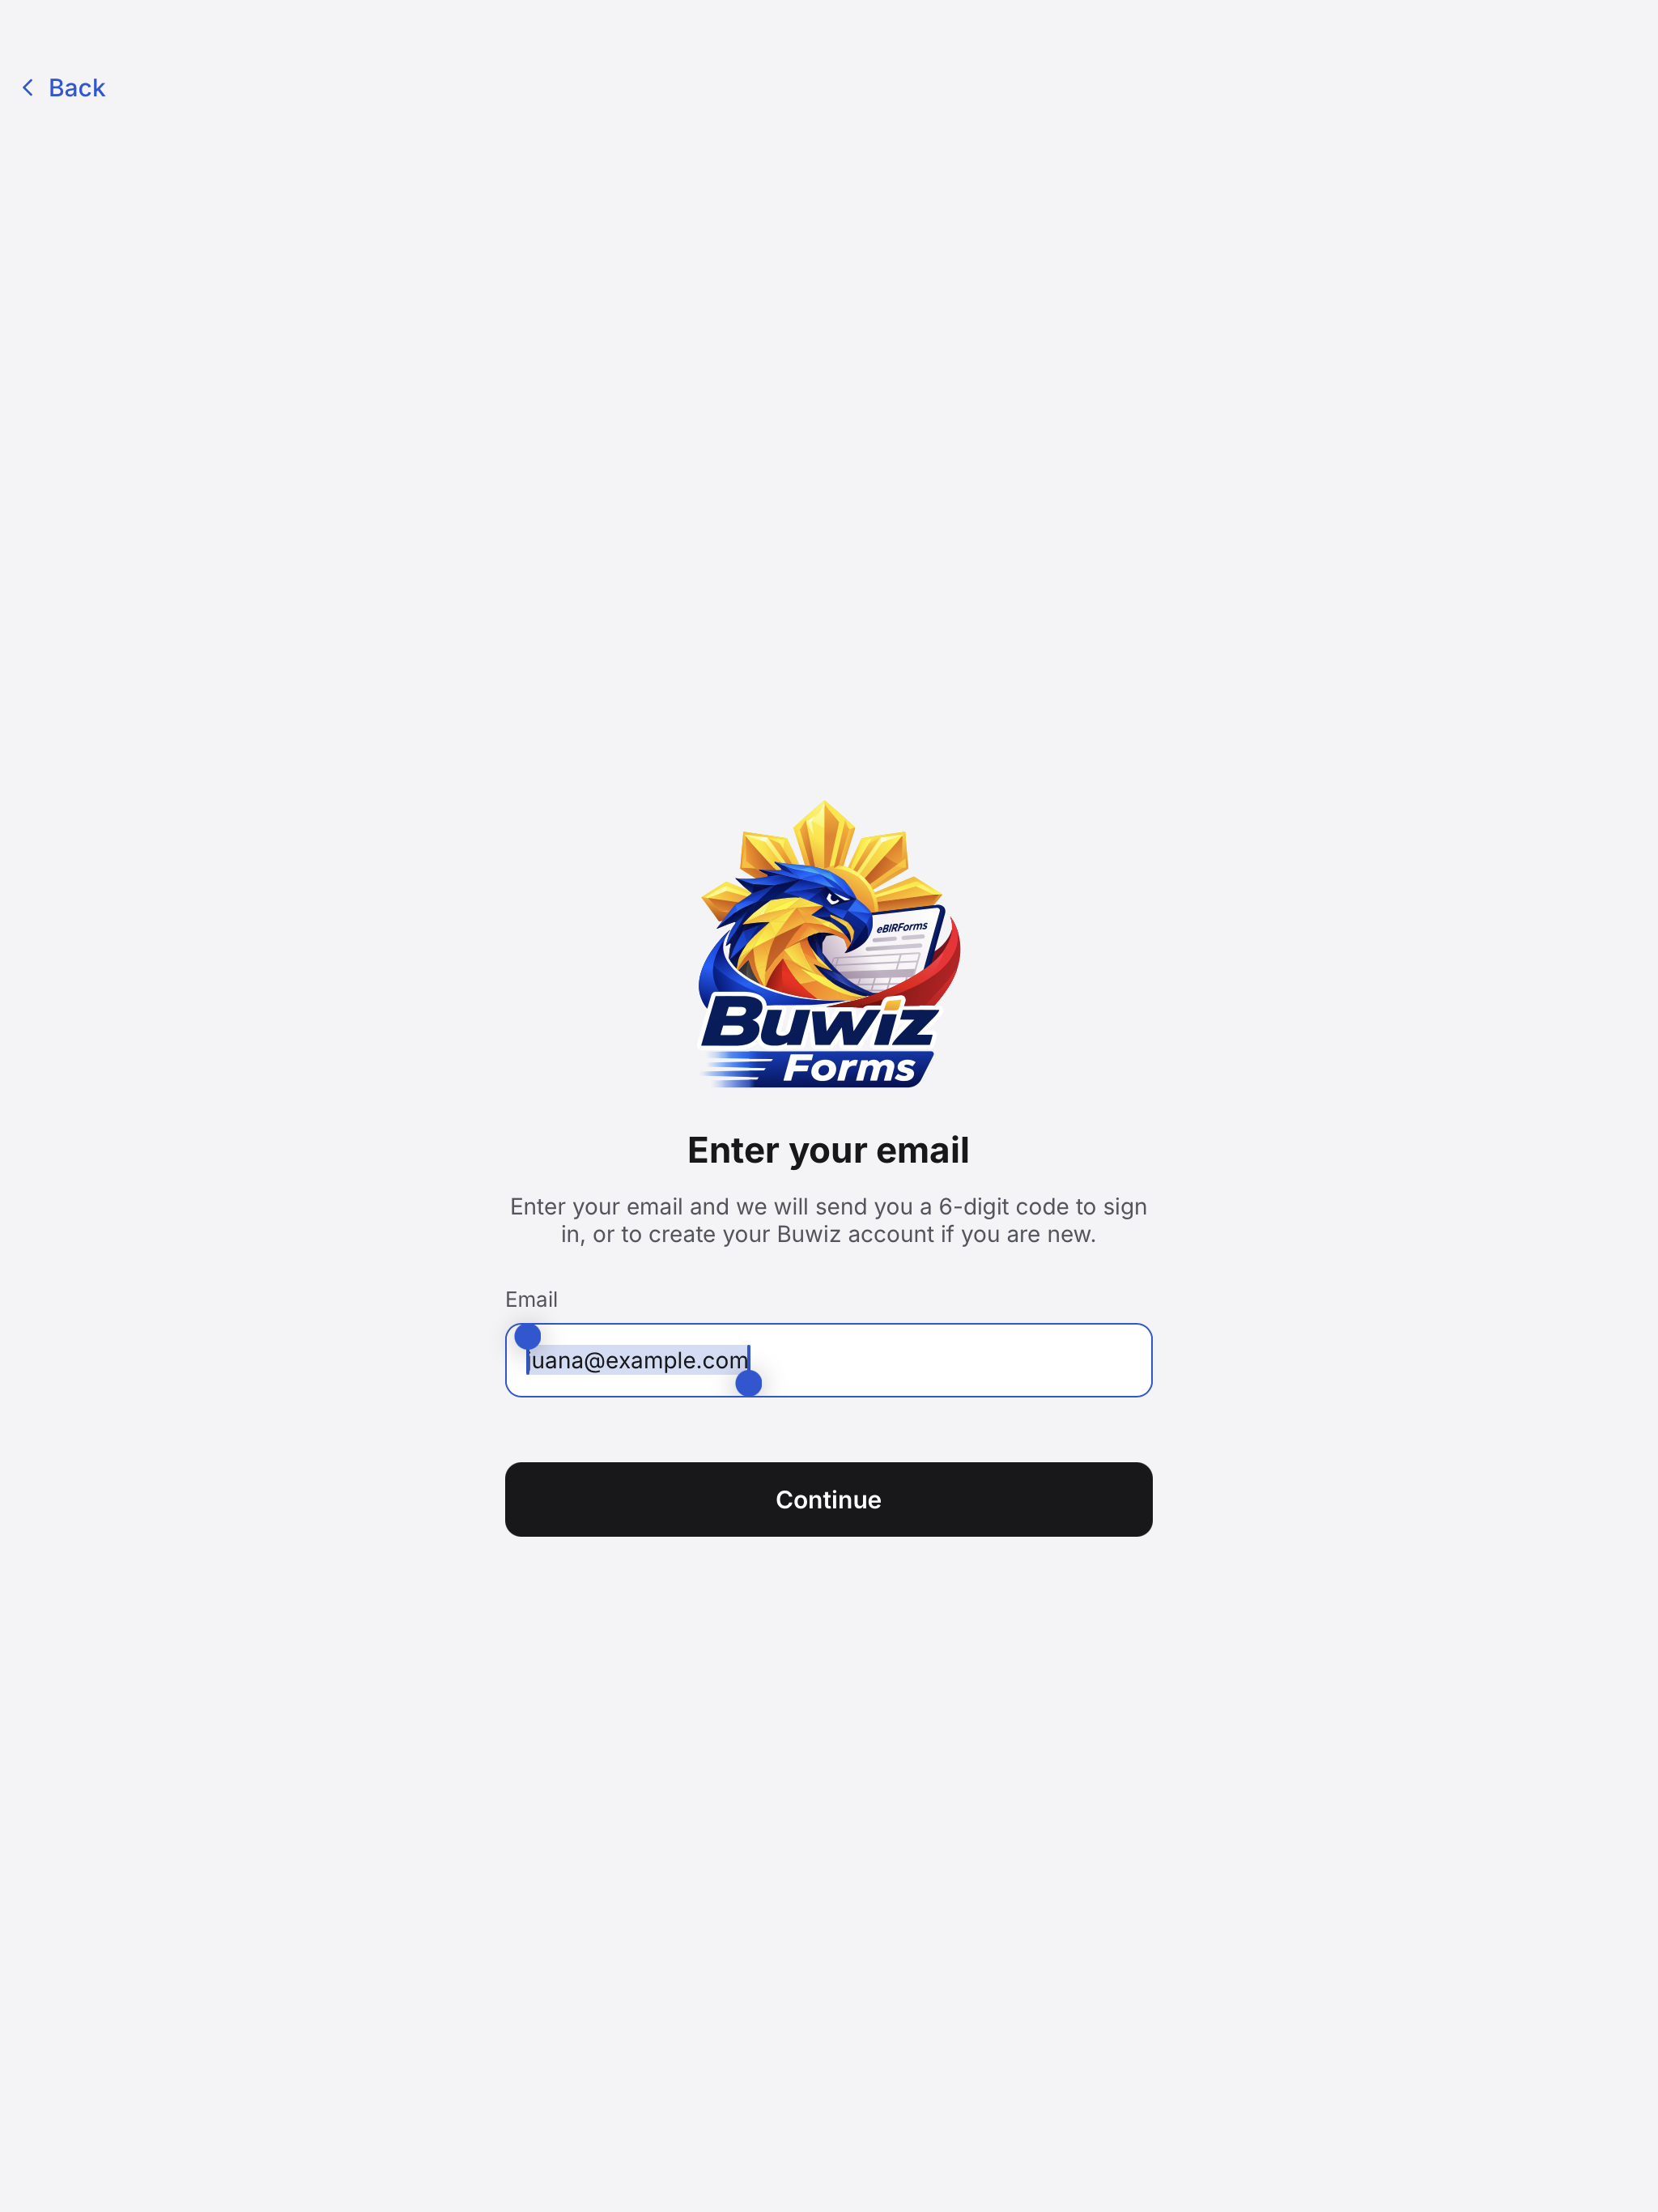 Back
eBIRForms
Buwiz
Forms
Enter your email
Enter your email and we will send you a 6-digit code to sign
in, or to create your Buwiz account if you are new.
Email
juana@example.com
Continue